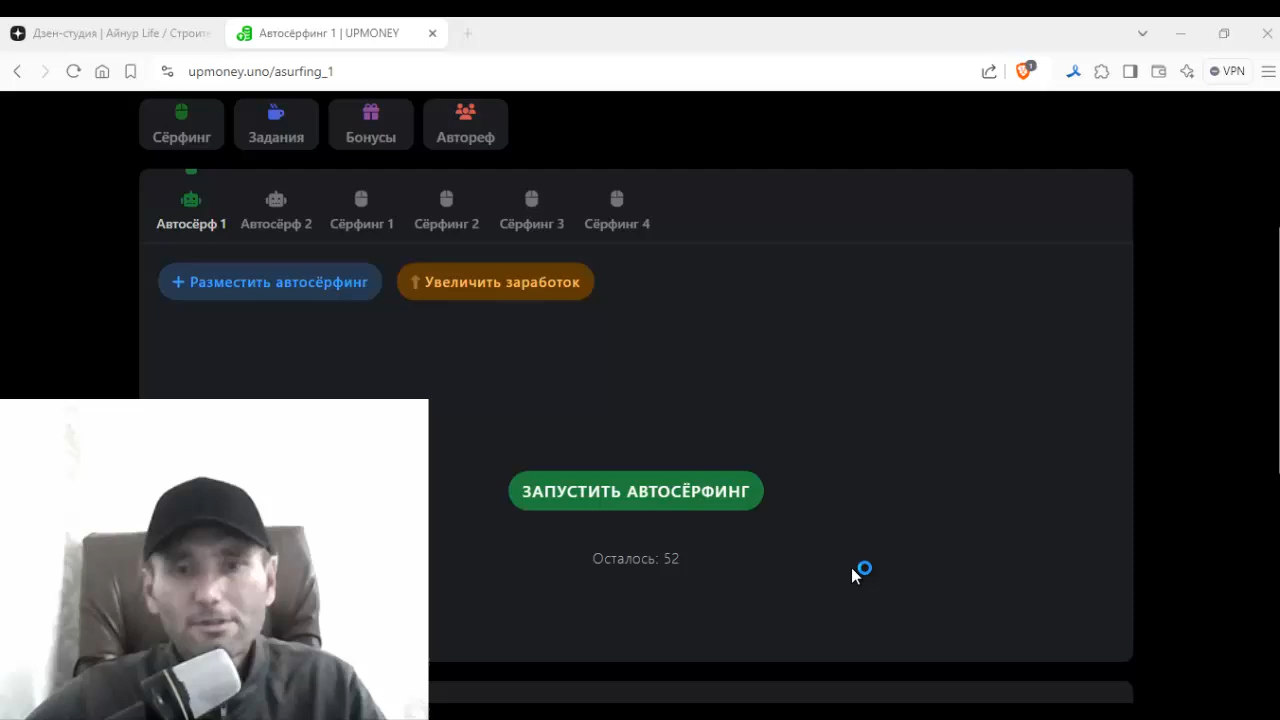 Дзен-студия | Айнур Life / Строите
Автосёрфинг 1 | UPMONEY
upmoney.uno/asurfing_1
1
VPN
Сёрфинг
Задания
Бонусы
Автореф
Автосёрф 1
Автосёрф 2
Сёрфинг 1
Сёрфинг 2
Сёрфинг 3
Сёрфинг 4
+ Разместить автосёрфинг
Увеличить заработок
ЗАПУСТИТЬ АВТОСЁРФИНГ
Осталось: 52